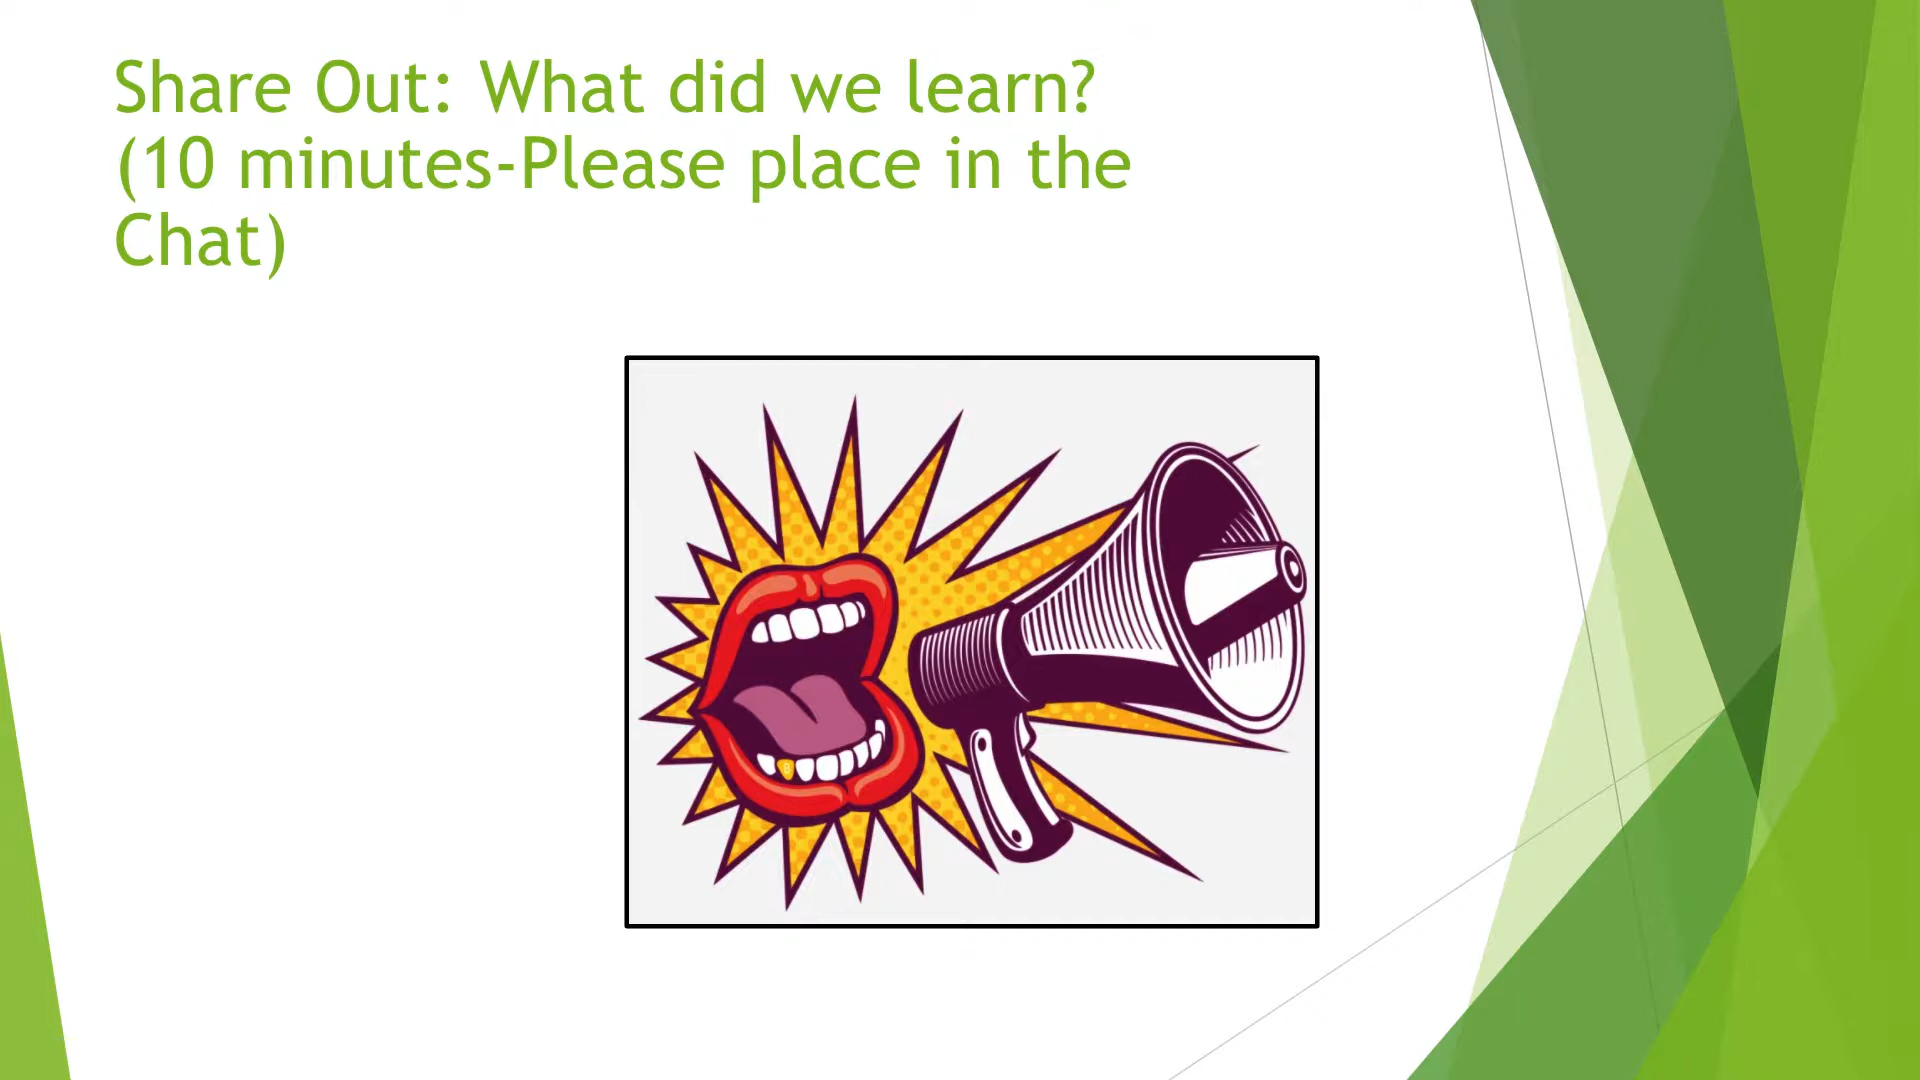 Share Out: What did we learn?
(10 minutes-Please place in the
Chat)